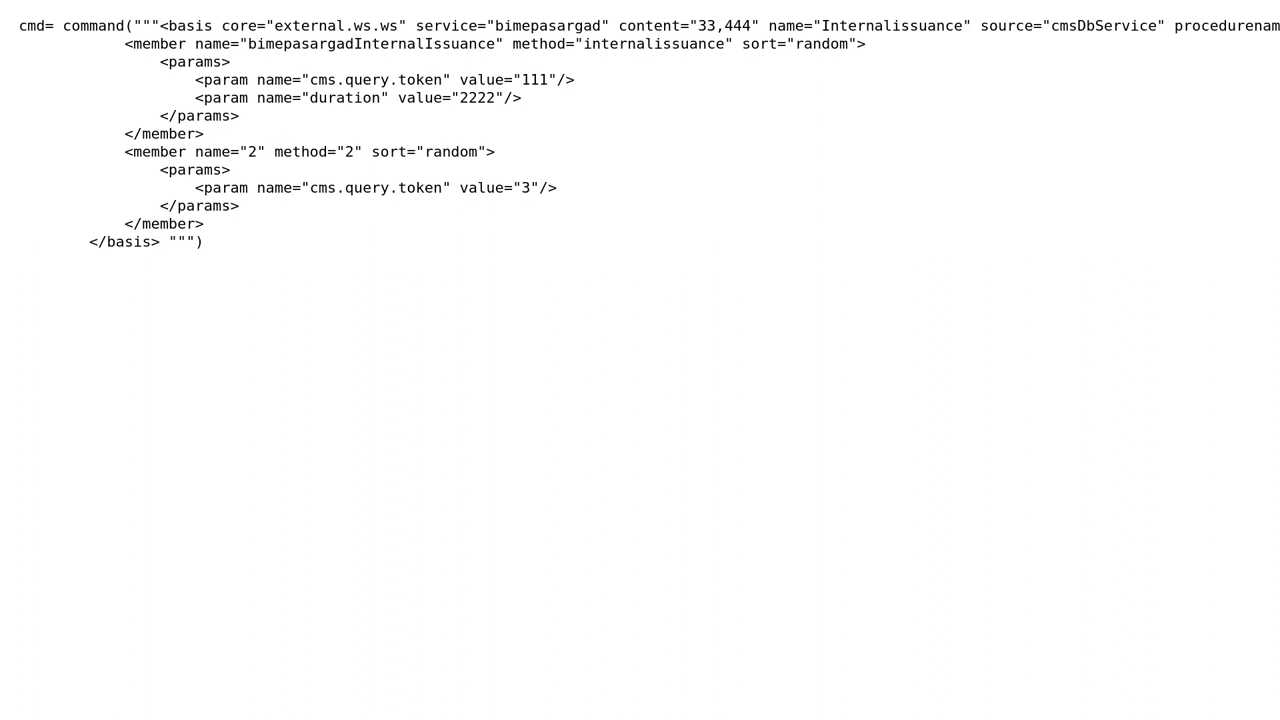 cmd= command("""<basis core="external.ws.ws" service="bimepasargad" content="33,444" name="Internalissuance" source="cmsDbService" procedurenam
<member name="bimepasargadInternalIssuance" method="internalissuance" sort="random">
<params>
<param name="cms.query.token" value="111"/>
<param name="duration" value="2222"/>
</params>
</member>
<member name="2" method="2" sort="random">
<params>
<param name="cms.query.token" value="3"/>
</params>
</member>
</basis> """)